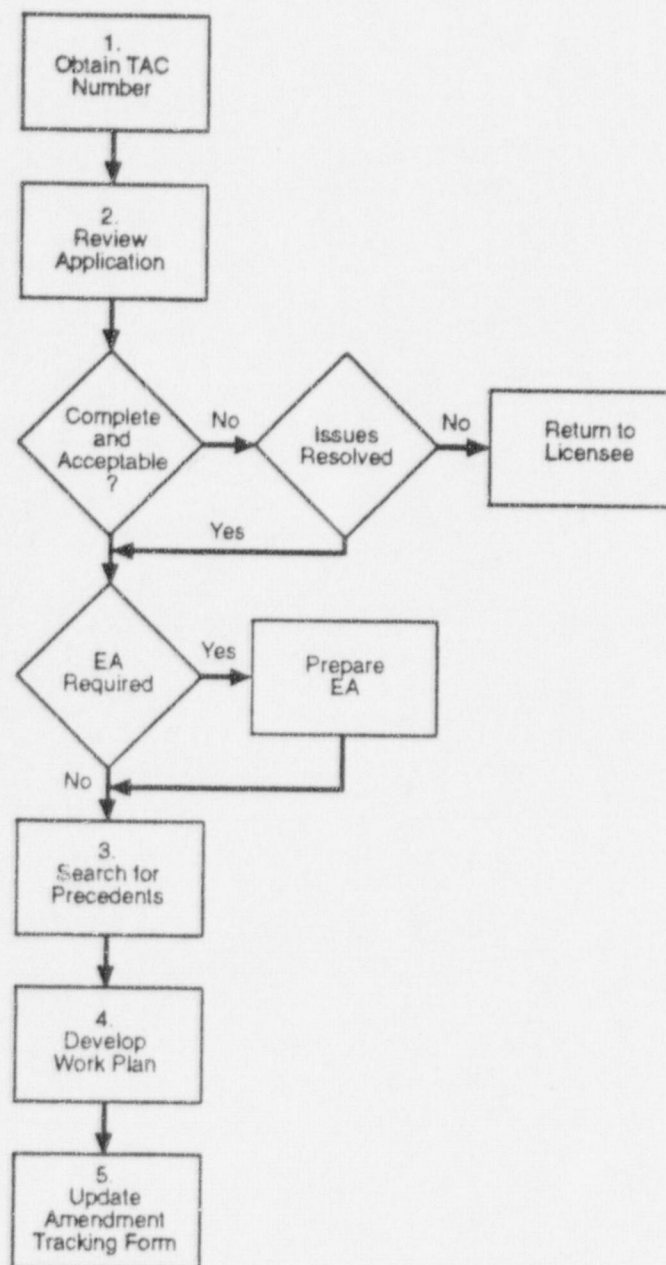 1.
Obtain TAC
Number
2.
Review
Application
Complete
and
Acceptable
?
No
Issues
Resolved
No
Return to
Licensee
Yes
EA
Required
Yes
Prepare
EA
No
3.
Search for
Precedents
4.
Develop
Work Plan
5.
Update
Amendment
Tracking Form